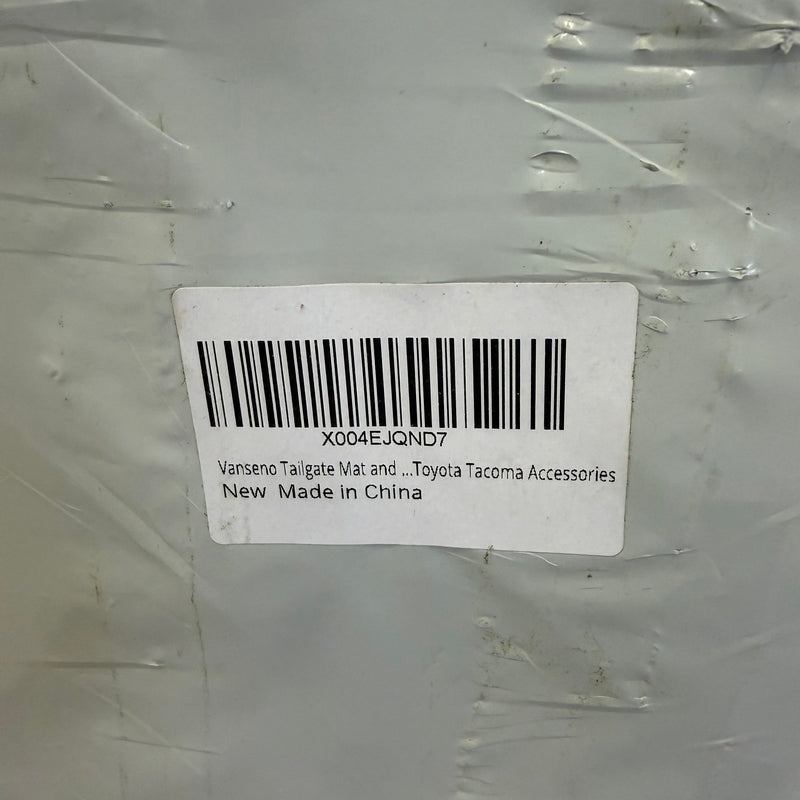 X004EJQND7
Vanseno Tailgate Mat and ...Toyota Tacoma Accessories
New Made in China